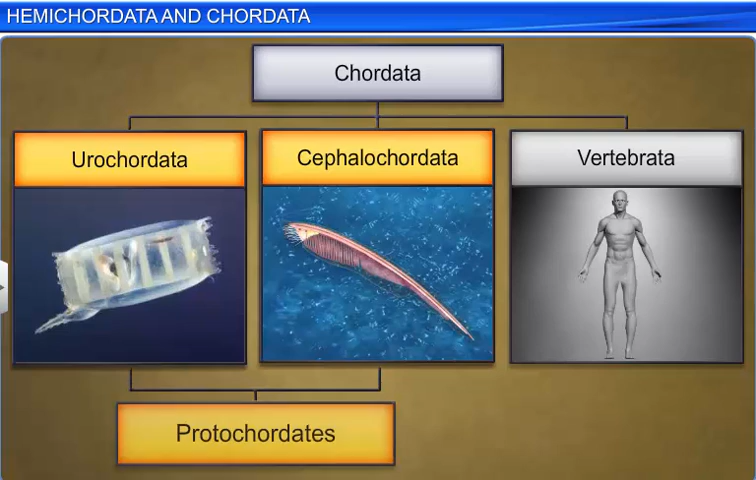 HEMICHORDATA AND CHORDATA
Chordata
Urochordata
Cephalochordata
Vertebrata
Protochordates